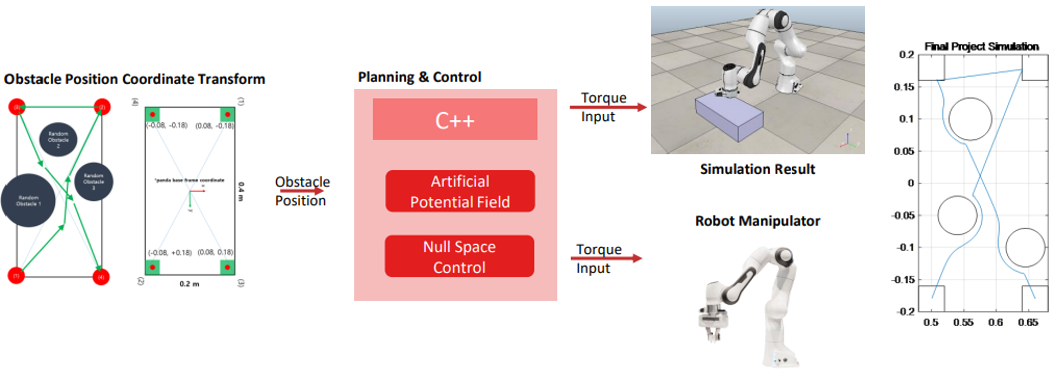 Obstacle Position Coordinate Transform
Random
Obstacle
2
Random
Obstacle
3
Random
Obstacle 1
(2)
(1)
(4)
(4)
(1)
(-0.08, -0.18)
(0.08, -0.18)
*panda base frame coordinate
0.4 m
(-0.08, +0.18)
(0.08, 0.18)
(2)
(3)
0.2 m
Obstacle
Position
Planning & Control
C++
Artificial
Potential Field
Null Space
Control
Torque
Input
Torque
Input
Simulation Result
Robot Manipulator
Final Project Simulation
0.2
0.15
0.1
0.05
0
-0.05
-0.1
-0.15
-0.2
0.5
0.55
0.6
0.65